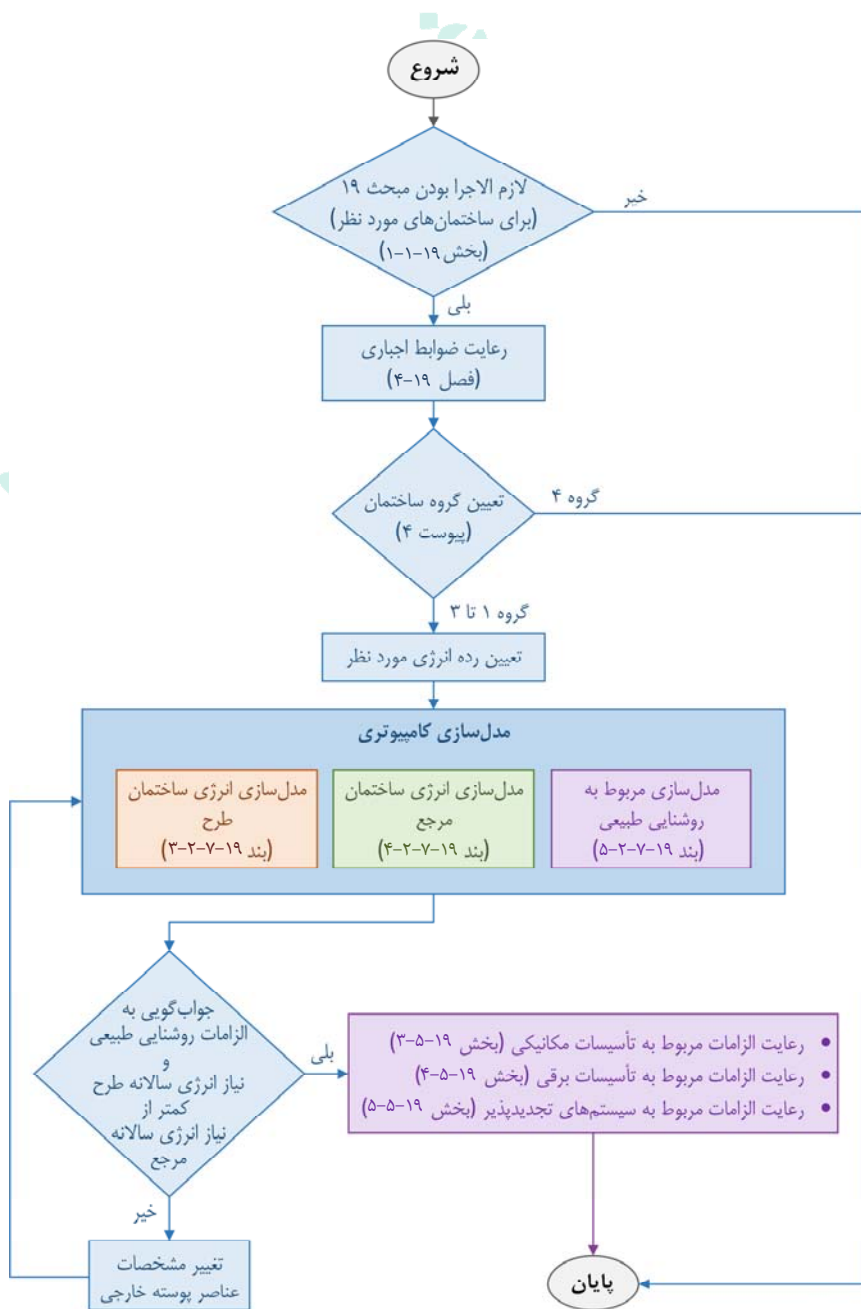 شروع
لازم الاجرا بودن مبحث ۱۹
(برای ساختمان‌های مورد نظر)
(بخش ۱۹-۱-۱)
خیر
بلی
رعایت ضوابط اجباری
(فصل ۱۹-۴)
تعیین گروه ساختمان
(پیوست ۴)
گروه ۴
گروه ۱ تا ۳
تعیین رده انرژی مورد نظر
مدل‌سازی کامپیوتری
مدل‌سازی مربوط به
روشنایی طبیعی
(بند ۱۹-۷-۲-۵)
مدل‌سازی انرژی ساختمان
مرجع
(بند ۱۹-۷-۲-۴)
مدل‌سازی انرژی ساختمان
طرح
(بند ۱۹-۷-۲-۳)
جواب‌گویی به
الزامات روشنایی طبیعی
و
نیاز انرژی سالانه طرح
کمتر از
نیاز انرژی سالانه
مرجع
بلی
• رعایت الزامات مربوط به تأسیسات مکانیکی (بخش ۱۹-۵-۳)
• رعایت الزامات مربوط به تأسیسات برقی (بخش ۱۹-۵-۴)
• رعایت الزامات مربوط به سیستم‌های تجدیدپذیر (بخش ۱۹-۵-۵)
خیر
تغییر مشخصات
عناصر پوسته خارجی
پایان